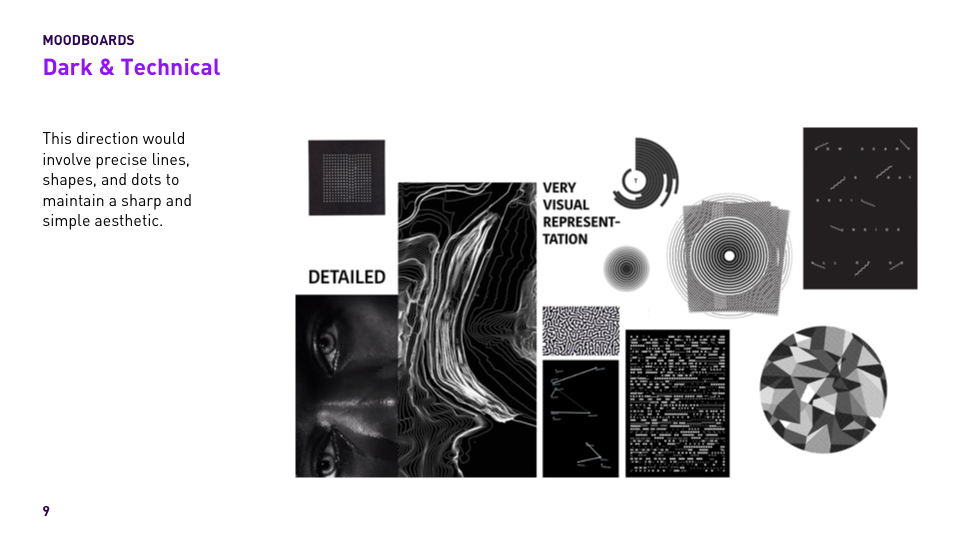 MOODBOARDS
Dark & Technical
This direction would
involve precise lines,
shapes, and dots to
maintain a sharp and
simple aesthetic.
DETAILED
VERY
VISUAL
REPRESENT-
TATION
T
9